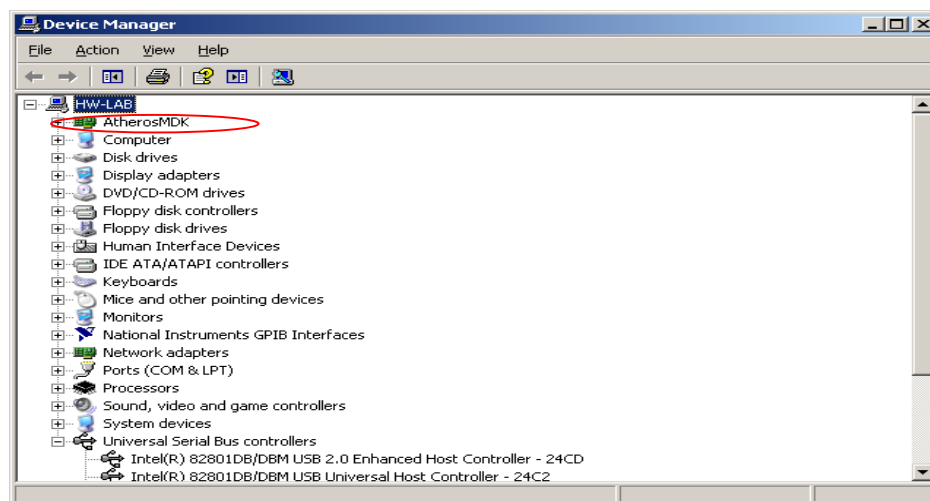 Device Manager
File Action View Help
HW-LAB
AtherosMDK
Computer
Disk drives
Display adapters
DVD/CD-ROM drives
Floppy disk controllers
Floppy disk drives
Human Interface Devices
IDE ATA/ATAPI controllers
Keyboards
Mice and other pointing devices
Monitors
National Instruments GPIB Interfaces
Network adapters
Ports (COM & LPT)
Processors
Sound, video and game controllers
System devices
Universal Serial Bus controllers
Intel(R) 82801DB/DBM USB 2.0 Enhanced Host Controller - 24CD
Intel(R) 82801DB/DBM USB Universal Host Controller - 24C2